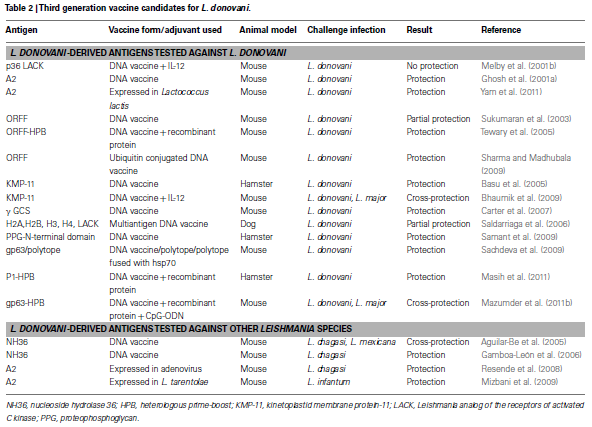 Table 2 | Third generation vaccine candidates for L. donovani.
Antigen Vaccine form/adjuvant used Animal model Challenge infection Result Reference
L. DONOVANI-DERIVED ANTIGENS TESTED AGAINST L. DONOVANI
p36 LACK DNA vaccine + IL-12 Mouse L. donovani No protection Melby et al. (2001b)
A2 DNA vaccine Mouse L. donovani Protection Ghosh et al. (2001a)
A2 Expressed in Lactococcus Mouse L. donovani Protection Yam et al. (2011)
lactis
ORFF DNA vaccine Mouse L. donovani Partial protection Sukumaran et al. (2003)
ORFF-HPB DNA vaccine + recombinant Mouse L. donovani Protection Tewary et al. (2005)
protein
ORFF Ubiquitin conjugated DNA Mouse L. donovani Protection Sharma and Madhubala
vaccine (2009)
KMP-11 DNA vaccine Hamster L. donovani Protection Basu et al. (2005)
KMP-11 DNA vaccine + IL-12 Mouse L. donovani, L. major Cross-protection Bhaumik et al. (2009)
γ GCS DNA vaccine Mouse L. donovani Protection Carter et al. (2007)
H2A,H2B, H3, H4, LACK Multiantigen DNA vaccine Dog L. donovani Partial protection Saldarriaga et al. (2006)
PPG-N-terminal domain DNA vaccine Hamster L. donovani Protection Samant et al. (2009)
gp63/polytope DNA vaccine/polytope/polytope Mouse L. donovani Protection Sachdeva et al. (2009)
fused with hsp70
P1-HPB DNA vaccine + recombinant Hamster L. donovani Protection Masih et al. (2011)
protein
gp63-HPB DNA vaccine + recombinant Mouse L. donovani, L. major Cross-protection Mazumder et al. (2011b)
protein + CpG-ODN
L. DONOVANI-DERIVED ANTIGENS TESTED AGAINST OTHER LEISHMANIA SPECIES
NH36 DNA vaccine Mouse L. chagasi, L. mexicana Cross-protection Aguilar-Be et al. (2005)
NH36 DNA vaccine Mouse L. chagasi Protection Gamboa-León et al. (2006)
A2 Expressed in adenovirus Mouse L. chagasi Protection Resende et al. (2008)
A2 Expressed in L. tarentolae Mouse L. infantum Protection Mizbani et al. (2009)
NH36, nucleoside hydrolase 36; HPB, heterologous prime-boost; KMP-11, kinetoplastid membrane protein-11; LACK, Leishmania analog of the receptors of activated
C kinase; PPG, proteophosphoglycan.